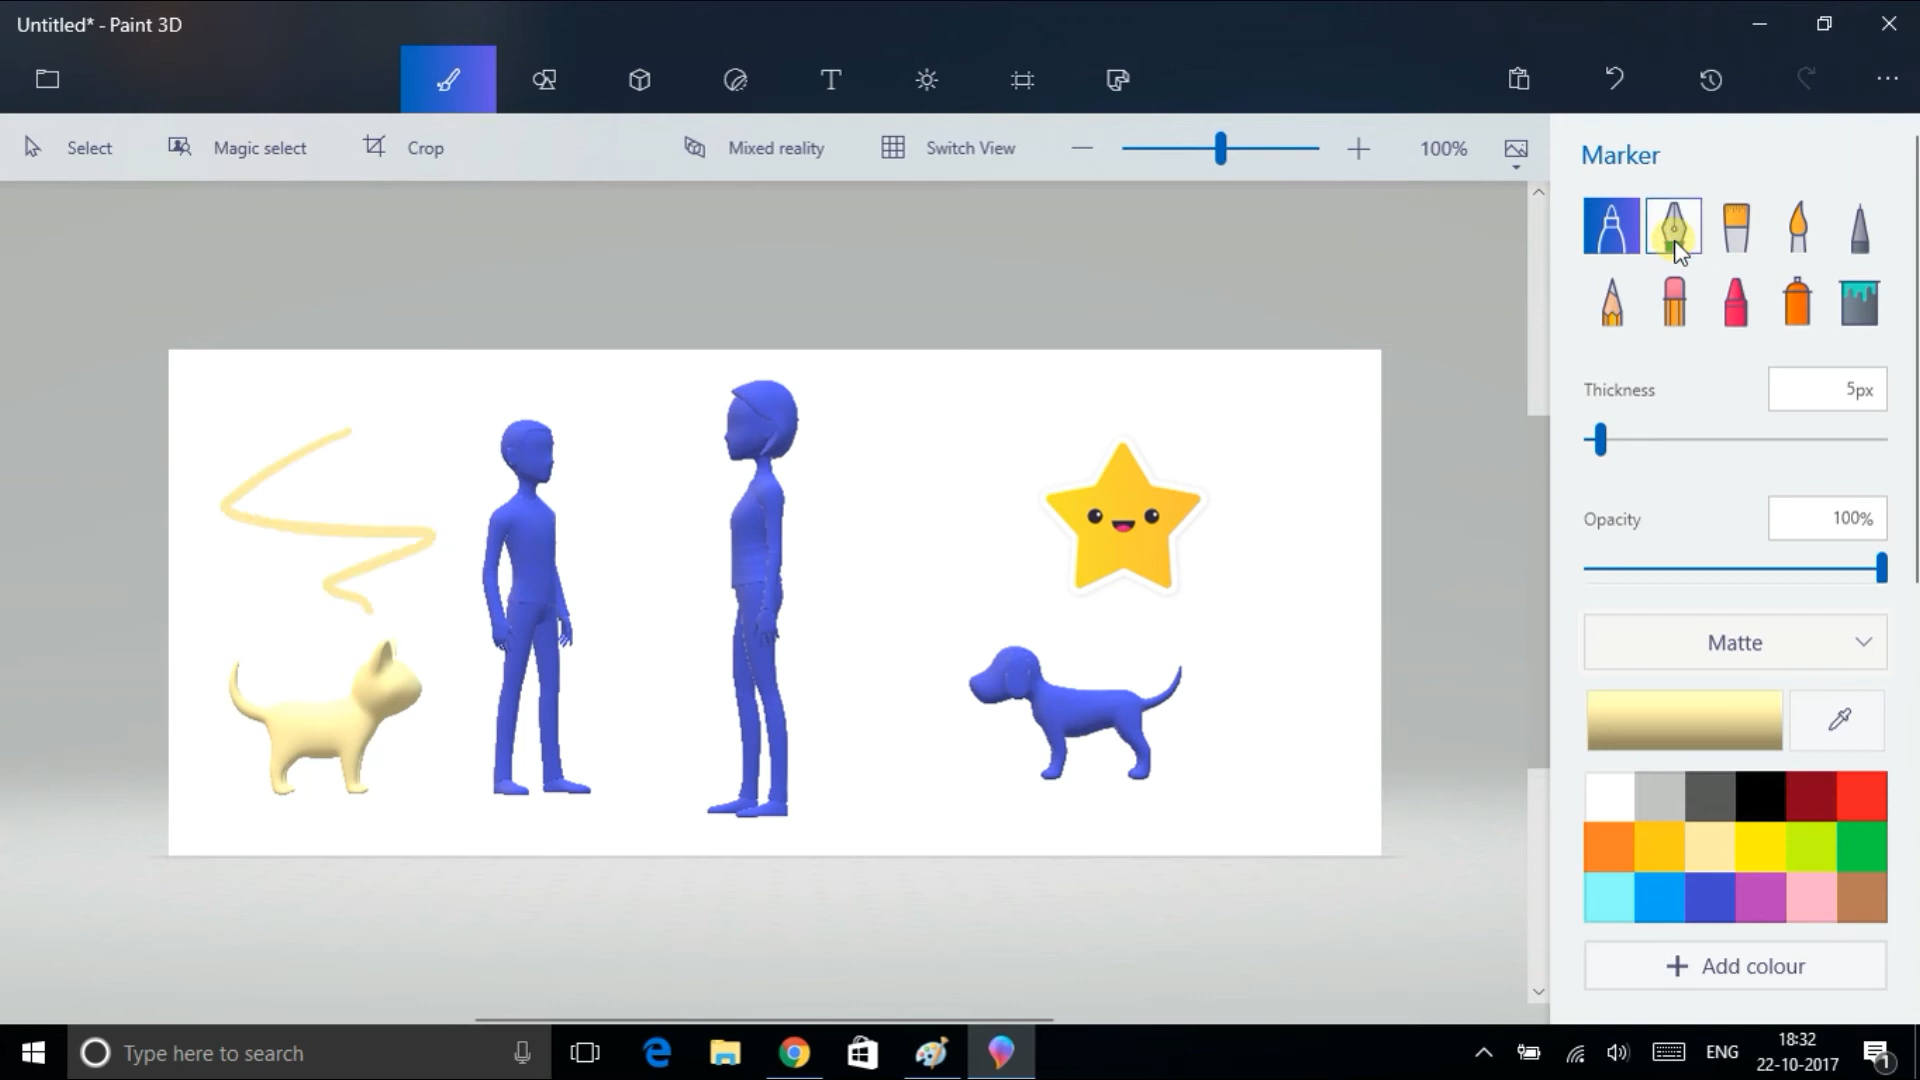 Untitled* - Paint 3D
Select
Magic select
Crop
Mixed reality
Switch View
100%
Marker
Thickness
5px
Opacity
100%
Matte
Add colour
Type here to search
ENG
18:32
22-10-2017
1